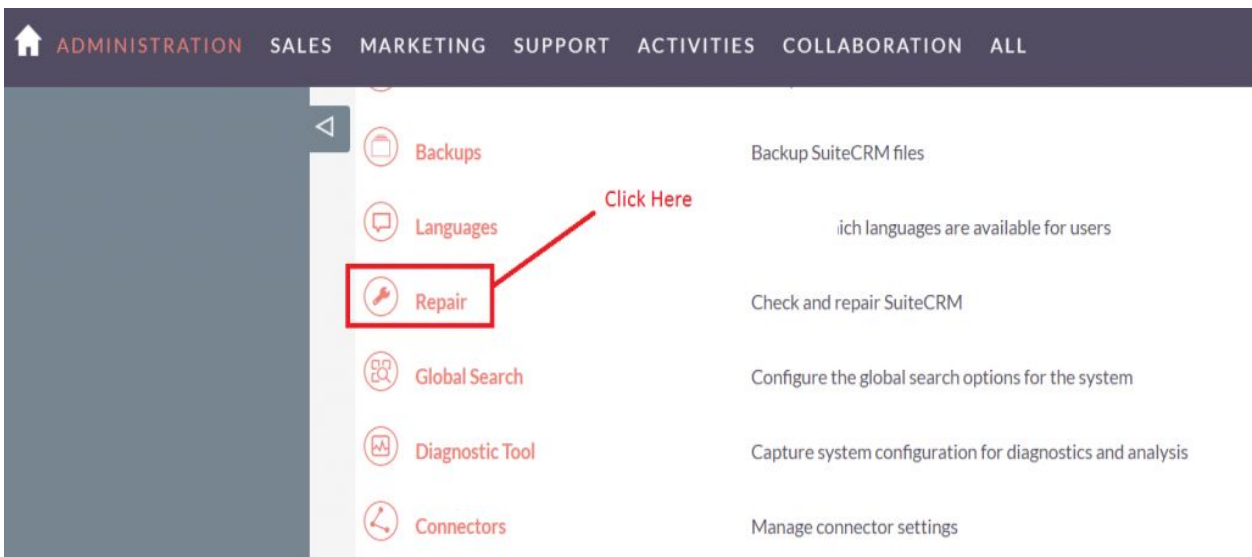 ADMINISTRATION SALES MARKETING SUPPORT ACTIVITIES COLLABORATION ALL
Backups Backup SuiteCRM files
Click Here
Languages languages are available for users
Repair Check and repair SuiteCRM
Global Search Configure the global search options for the system
Diagnostic Tool Capture system configuration for diagnostics and analysis
Connectors Manage connector settings